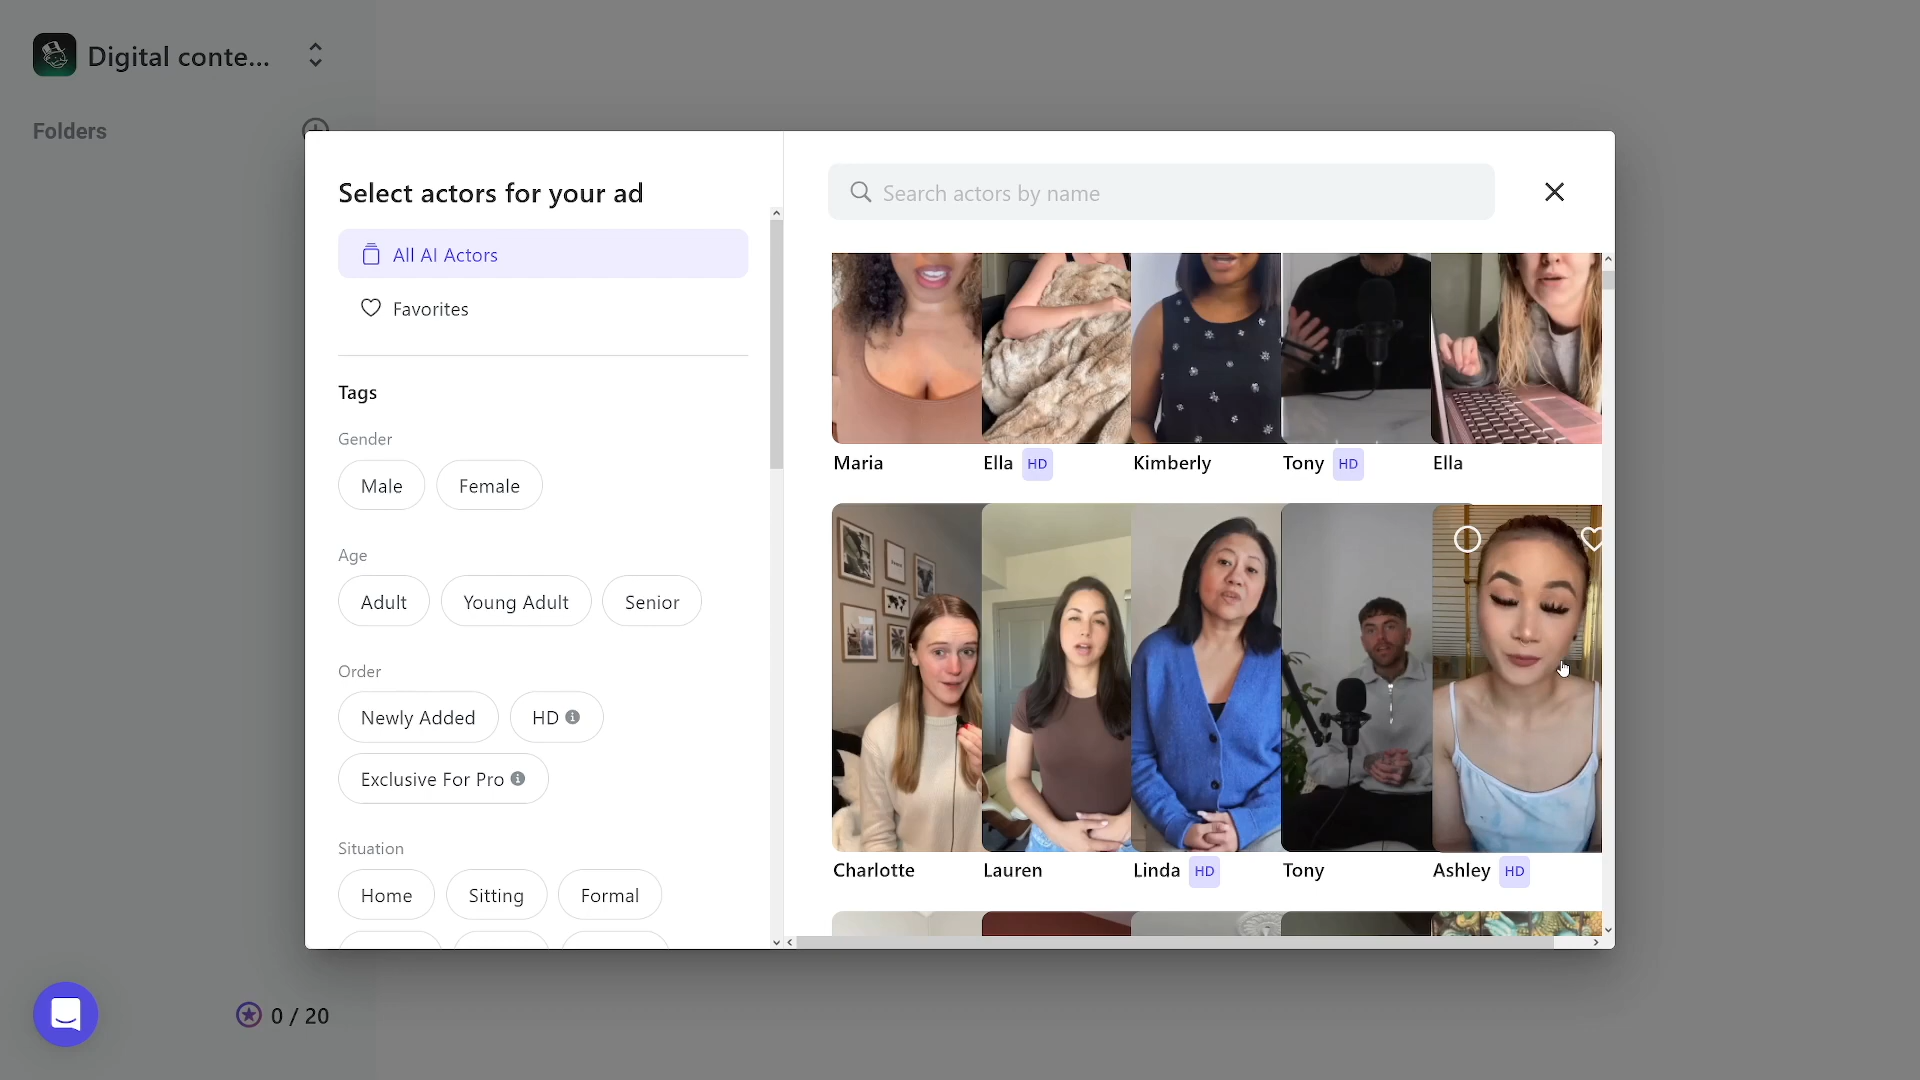 Digital conte...
Folders
Select actors for your ad
Search actors by name
All AI Actors
Favorites
Tags
Gender
Male Female
Age
Adult Young Adult Senior
Order
Newly Added HD
Exclusive For Pro
Situation
Home Sitting Formal
Maria Ella HD Kimberly Tony HD Ella
Charlotte Lauren Linda HD Tony Ashley HD
0 / 20